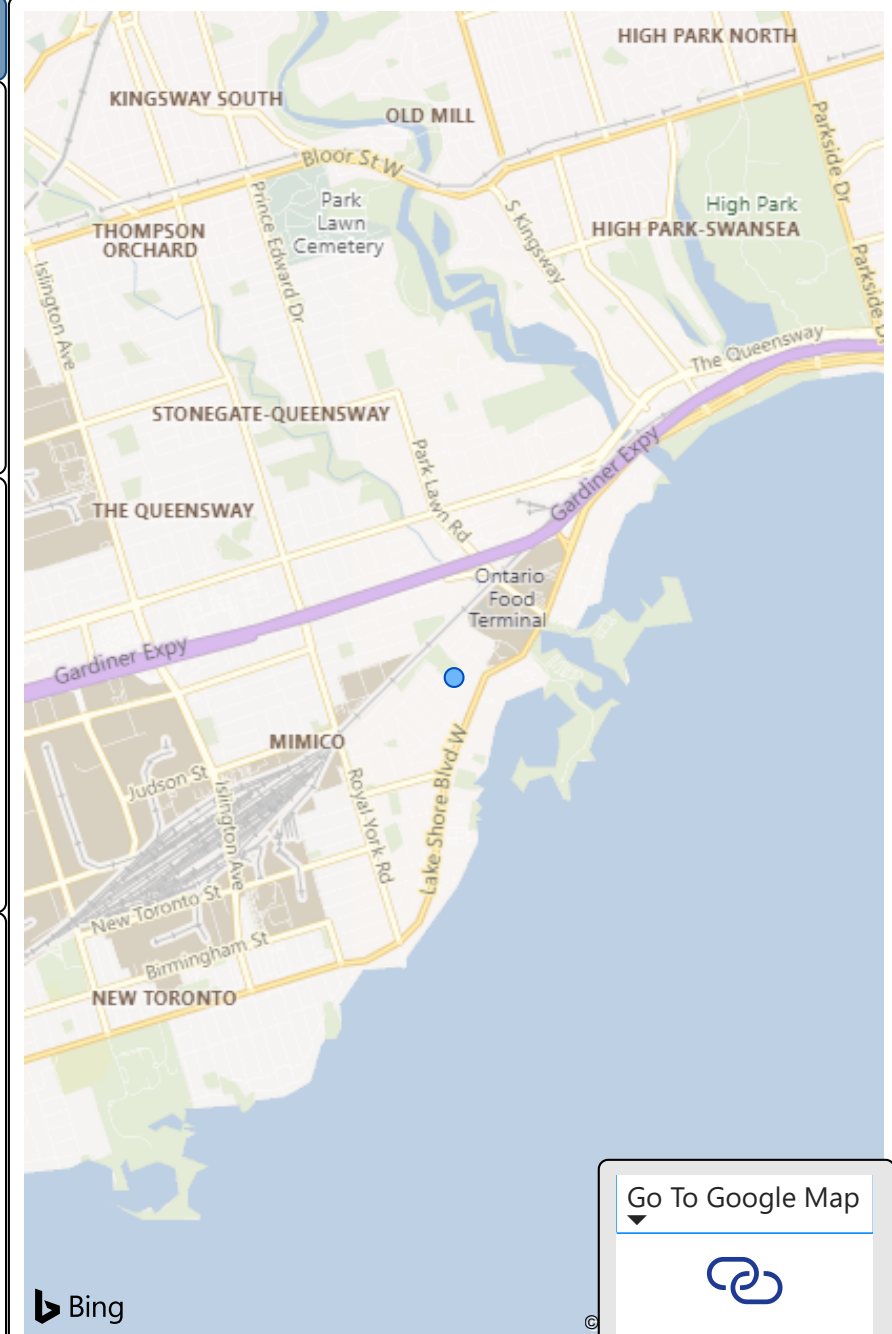 HIGH PARK NORTH
KINGSWAY SOUTH
OLD MILL
Parkside Dr
Bloor St W
Park
Lawn
Cemetery
Prince Edward Dr
S Kingsway
High Park
HIGH PARK-SWANSEA
THOMPSON
ORCHARD
Islington Ave
Parkside D
The Queensway
STONEGATE-QUEENSWAY
Park Lawn Rd
Gardiner Expy
THE QUEENSWAY
Ontario
Food
Terminal
Gardiner Expy
MIMICO
Judson St
Islington Ave
Royal York Rd
Lake Shore Blvd W
New Toronto St
Birmingham St
NEW TORONTO
Go To Google Map
Bing
©